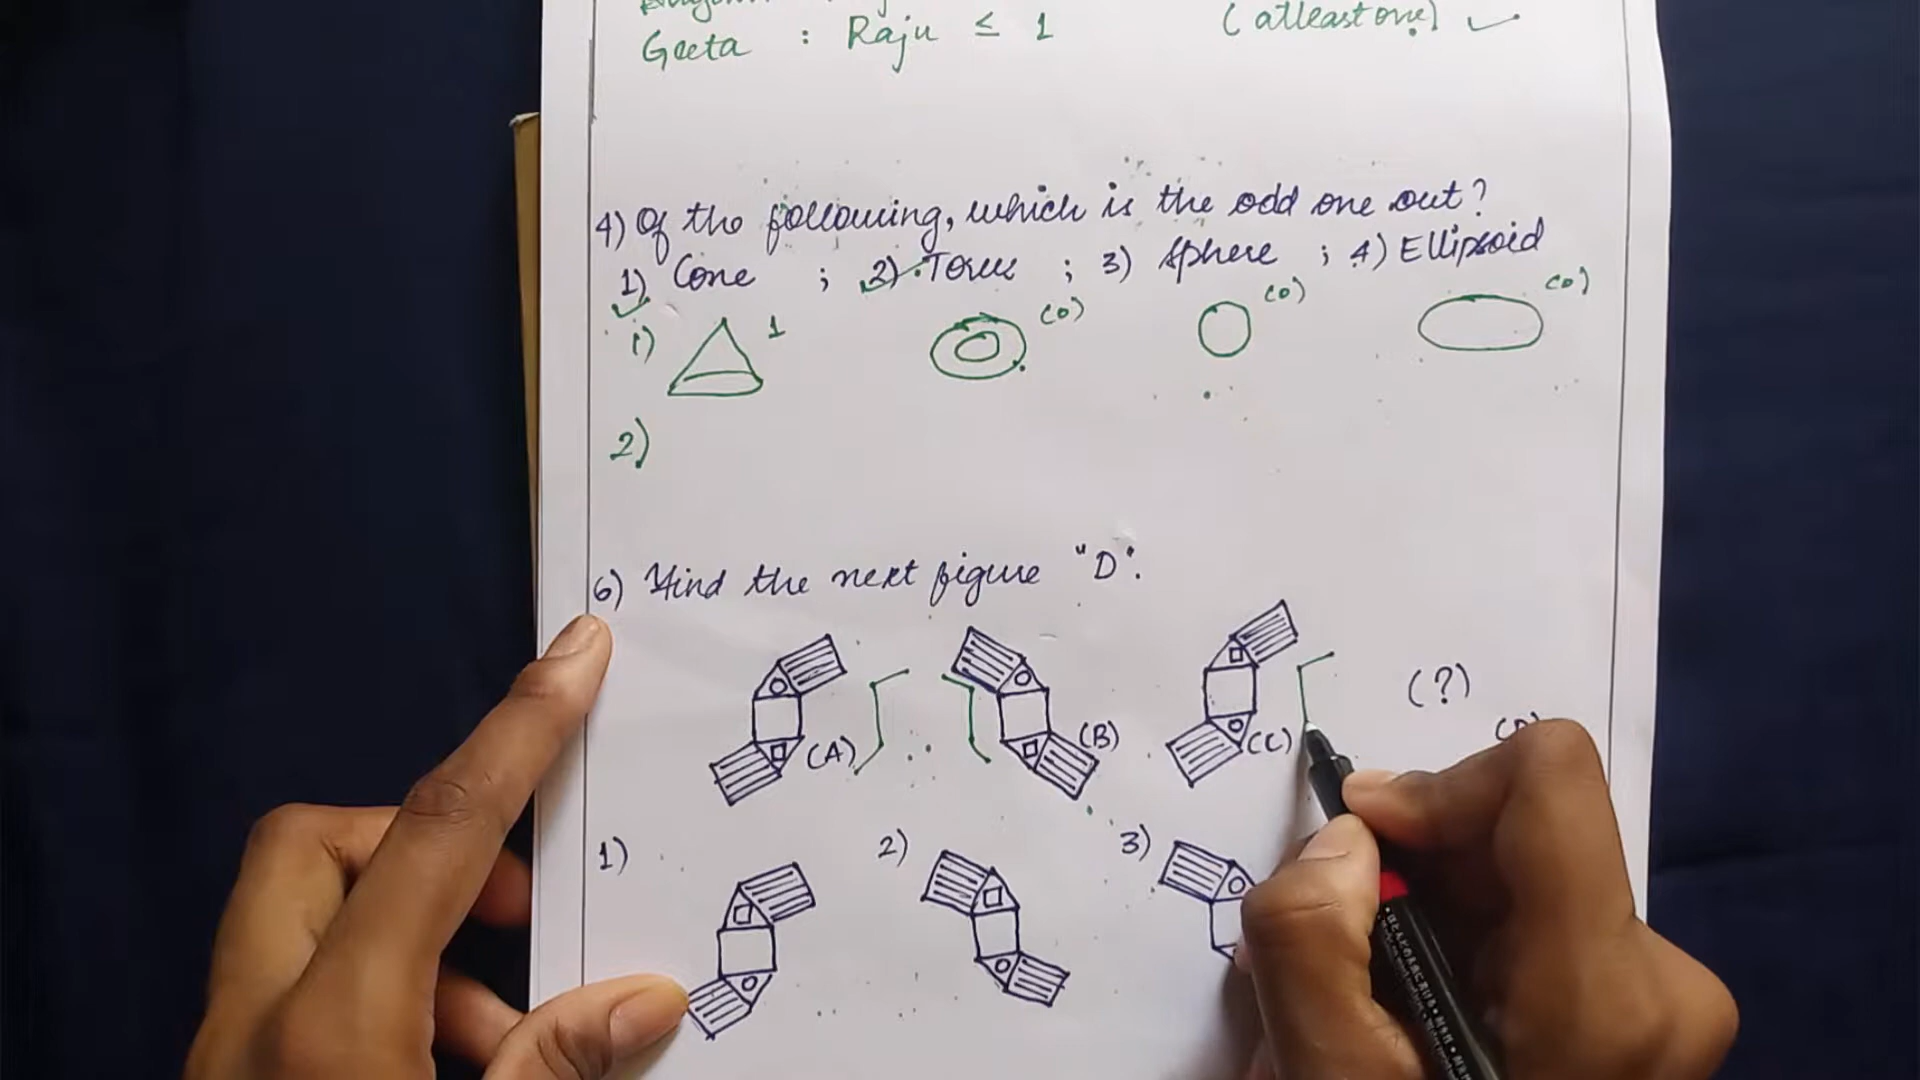 Geeta : Raju ≤ 1 (atleast one) ✓
4) Of the following, which is the odd one out?
1) Cone ; 2) Torus ; 3) Sphere ; 4) Ellipsoid
1) 1 (0) (0) (0)
2)
6) Find the next figure "D".
(A) (B) (C) (?)
1) 2) 3)